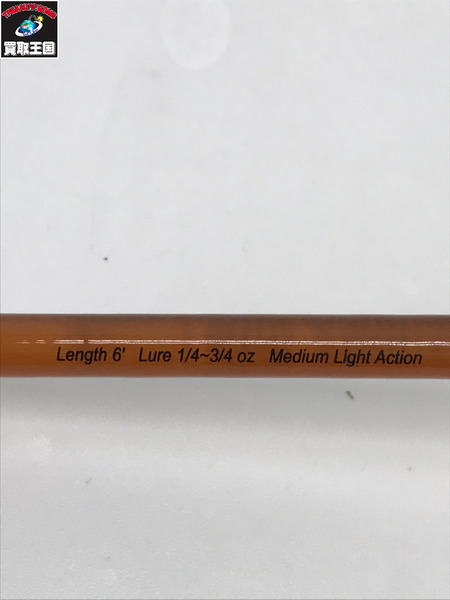 買取王国
Length 6' Lure 1/4~3/4 oz Medium Light Action